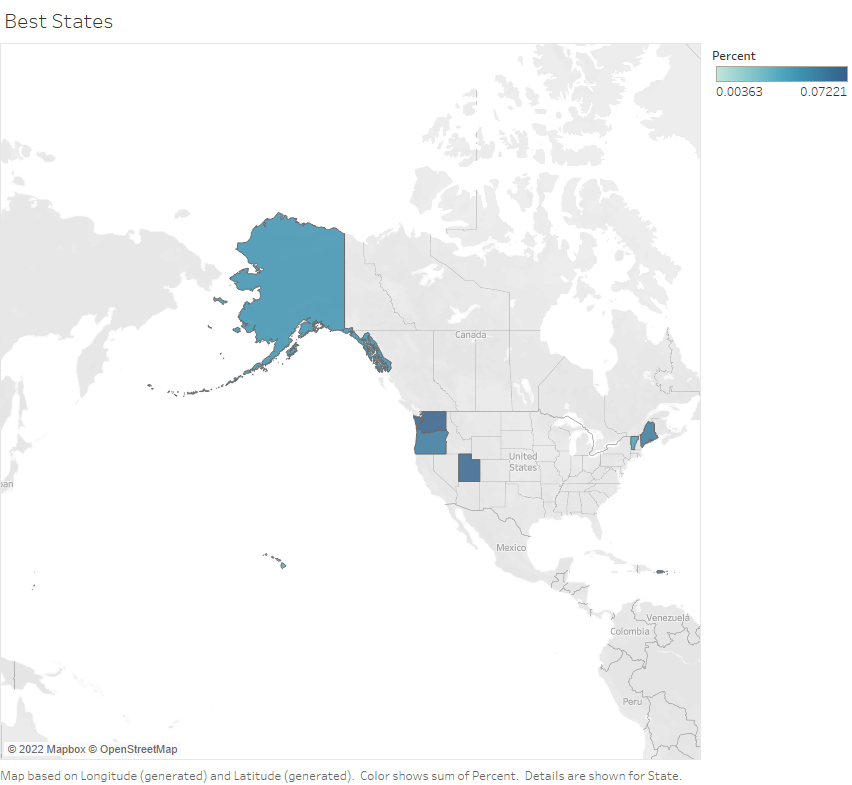 Best States
Percent
0.00363 0.07221
Canada
United
States
an
Mexico
Venezuela
Colombia
Peru
© 2022 Mapbox © OpenStreetMap
Map based on Longitude (generated) and Latitude (generated). Color shows sum of Percent. Details are shown for State.